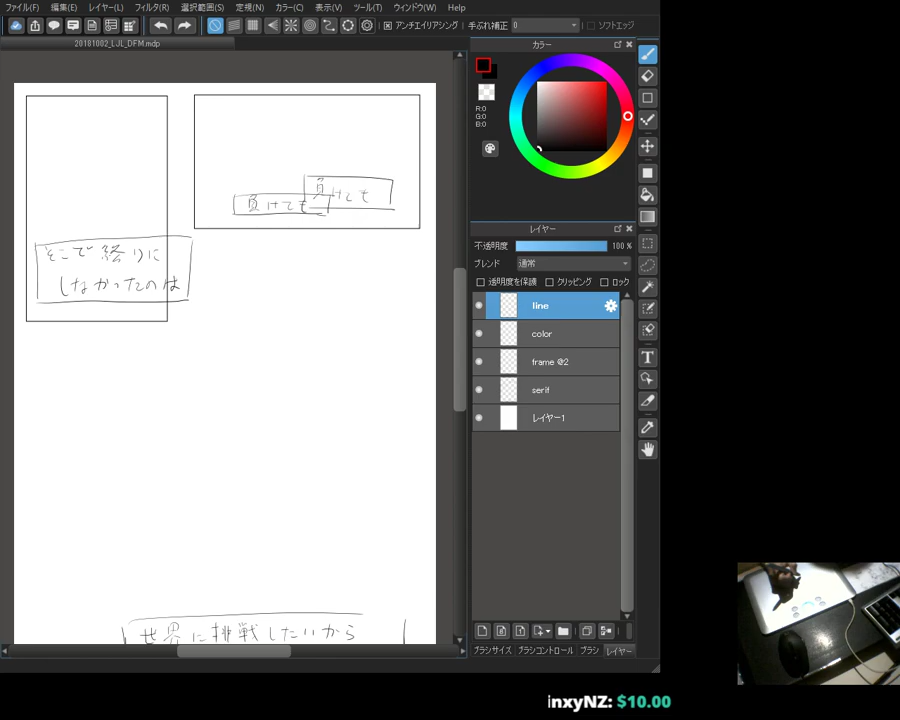 ファイル(F) 編集(E) レイヤー(L) フィルタ(R) 選択範囲(S) 定規(N) カラー(C) 表示(V) ツール(T) ウィンドウ(W) Help
アンチエイリアシング 手ぶれ補正 0 ソフトエッジ
20181002_LJL_DFM.mdp
カラー
R:0
G:0
B:0
負けても
負けても
そこで終りに
しなかったのは
世界に挑戦したいから
レイヤー
不透明度 100 %
ブレンド 通常
透明度を保護 クリッピング ロック
line
color
frame @2
serif
レイヤー1
ブラシサイズ ブラシコントロール ブラシ レイヤー
inxyNZ: $10.00